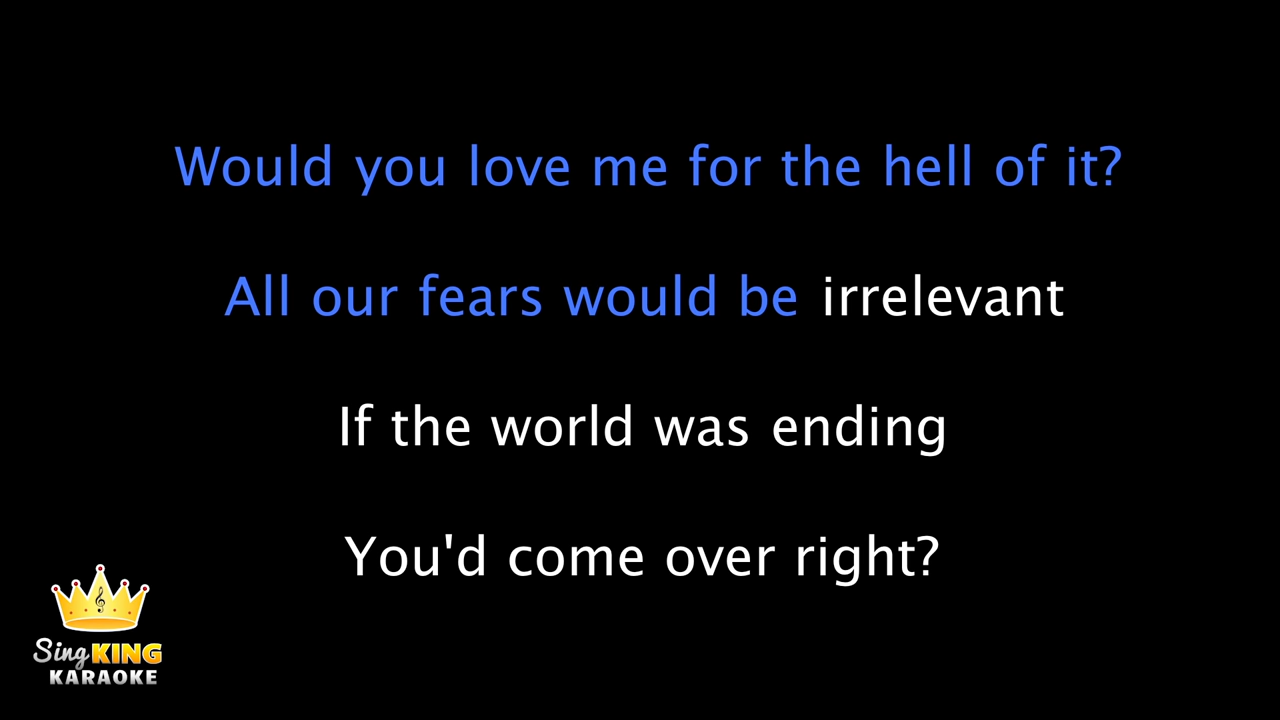 Would you love me for the hell of it?
All our fears would be irrelevant
If the world was ending
You'd come over right?
Sing KING
KARAOKE